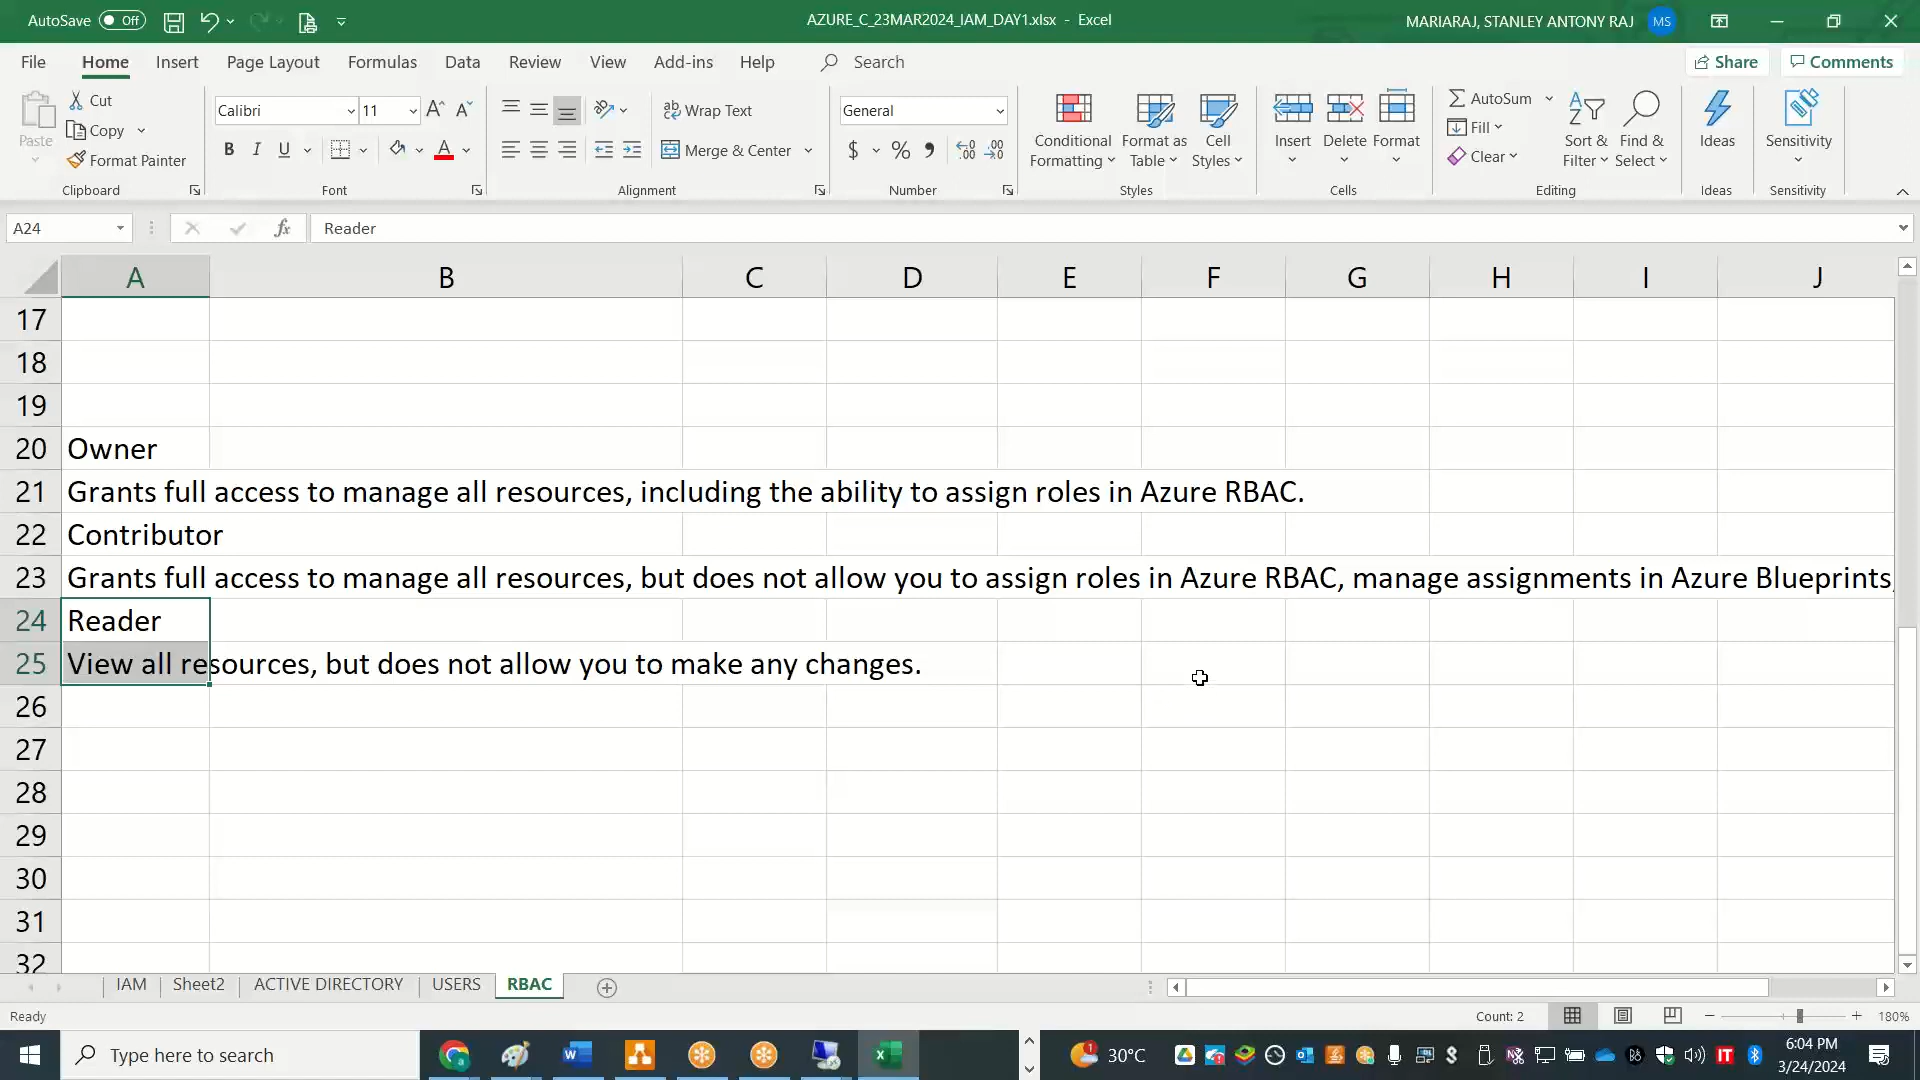 AutoSave Off AZURE_C_23MAR2024_IAM_DAY1.xlsx - Excel MARIARAJ, STANLEY ANTONY RAJ MS
File Home Insert Page Layout Formulas Data Review View Add-ins Help Search Share Comments
Paste Cut Copy Format Painter Clipboard
Calibri 11 B I U A Font
Wrap Text Merge & Center Alignment
General $ % Number
Conditional Formatting Format as Table Cell Styles Styles
Insert Delete Format Cells
AutoSum Fill Clear Sort & Filter Find & Select Editing
Ideas Ideas
Sensitivity Sensitivity
A24 fx Reader
A B C D E F G H I J
17
18
19
20 Owner
21 Grants full access to manage all resources, including the ability to assign roles in Azure RBAC.
22 Contributor
23 Grants full access to manage all resources, but does not allow you to assign roles in Azure RBAC, manage assignments in Azure Blueprints,
24 Reader
25 View all resources, but does not allow you to make any changes.
26
27
28
29
30
31
32
IAM Sheet2 ACTIVE DIRECTORY USERS RBAC
Ready Count: 2 180%
Type here to search 30°C 6:04 PM
3/24/2024